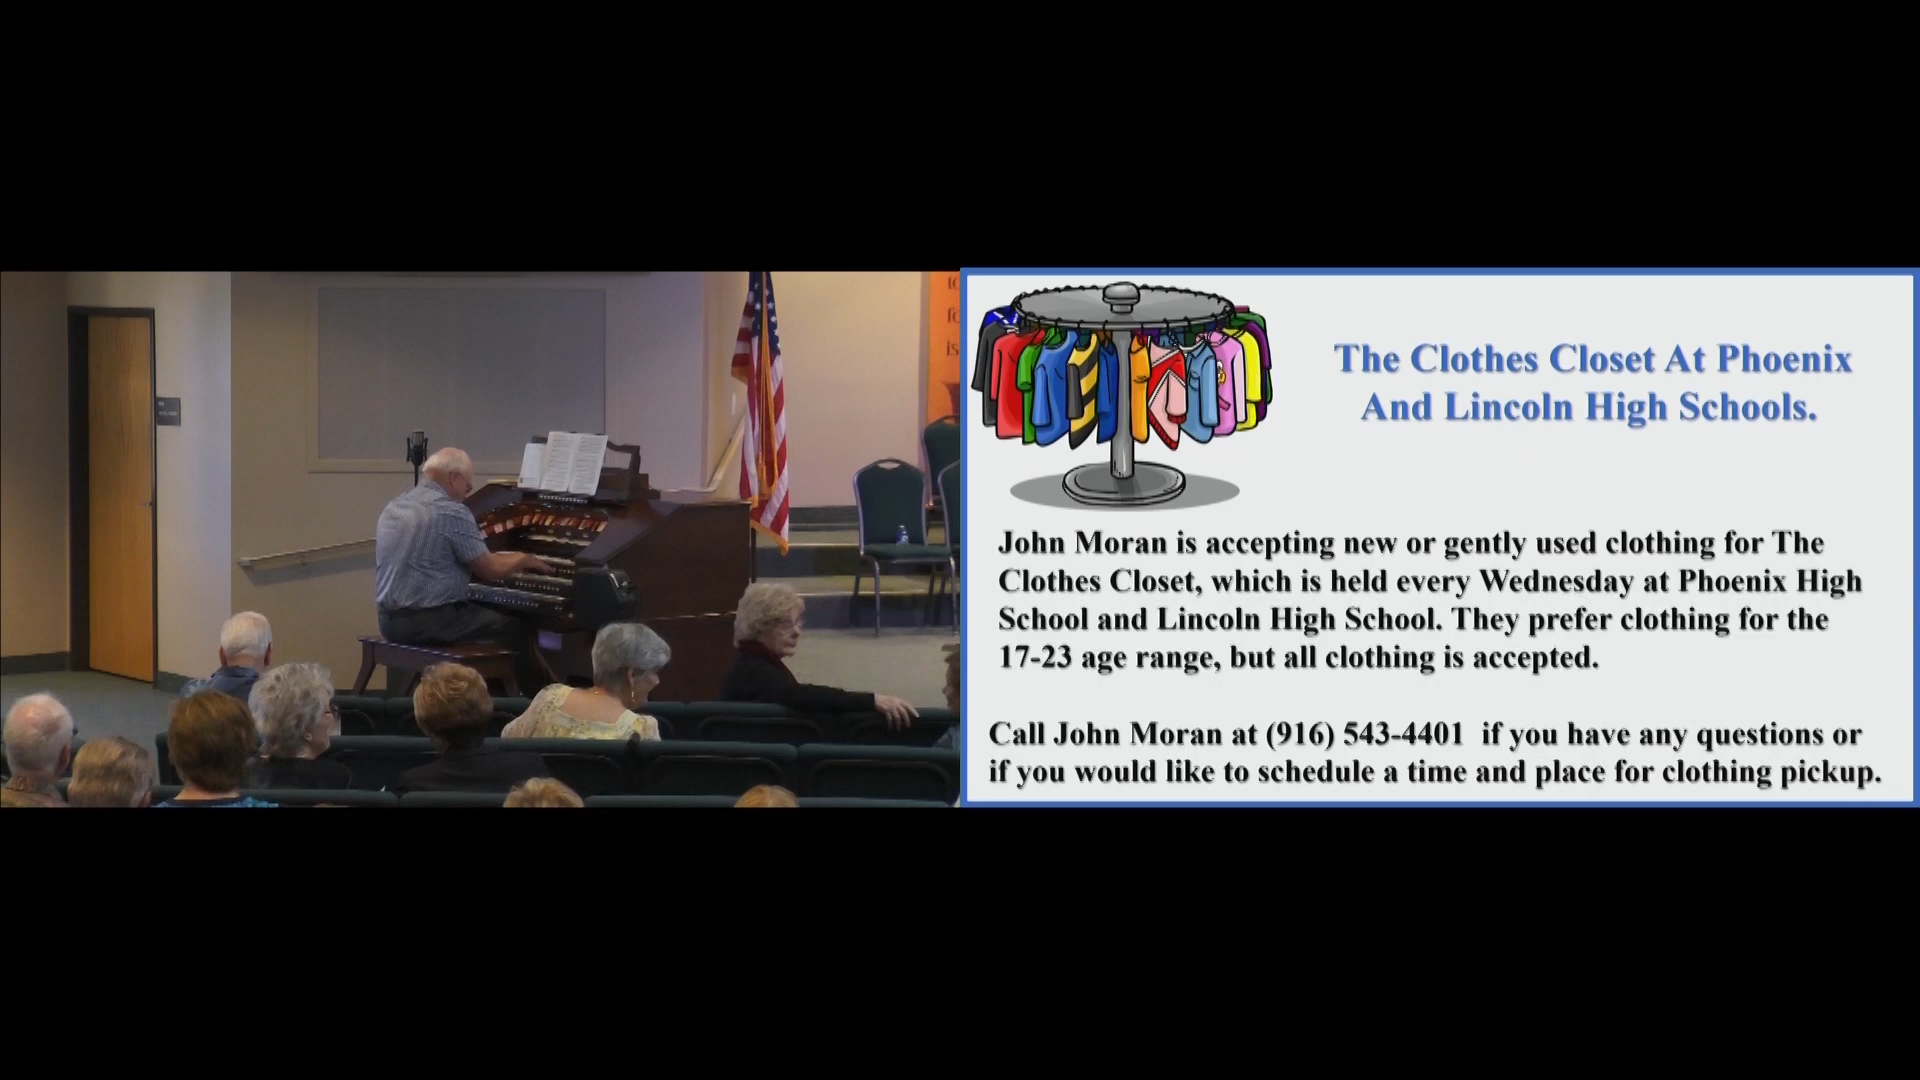 to
fo
is
The Clothes Closet At Phoenix
And Lincoln High Schools.
John Moran is accepting new or gently used clothing for The
Clothes Closet, which is held every Wednesday at Phoenix High
School and Lincoln High School. They prefer clothing for the
17-23 age range, but all clothing is accepted.
Call John Moran at (916) 543-4401 if you have any questions or
if you would like to schedule a time and place for clothing pickup.